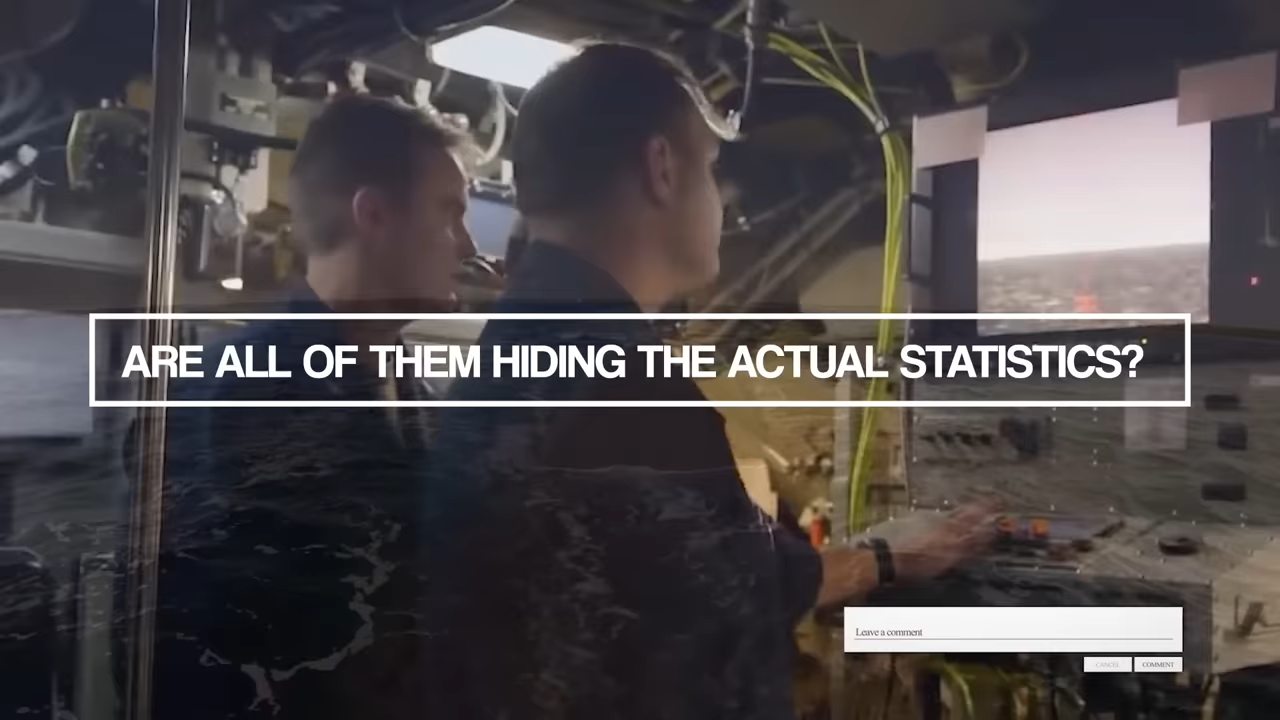 ARE ALL OF THEM HIDING THE ACTUAL STATISTICS?
Leave a comment
CANCEL
COMMENT